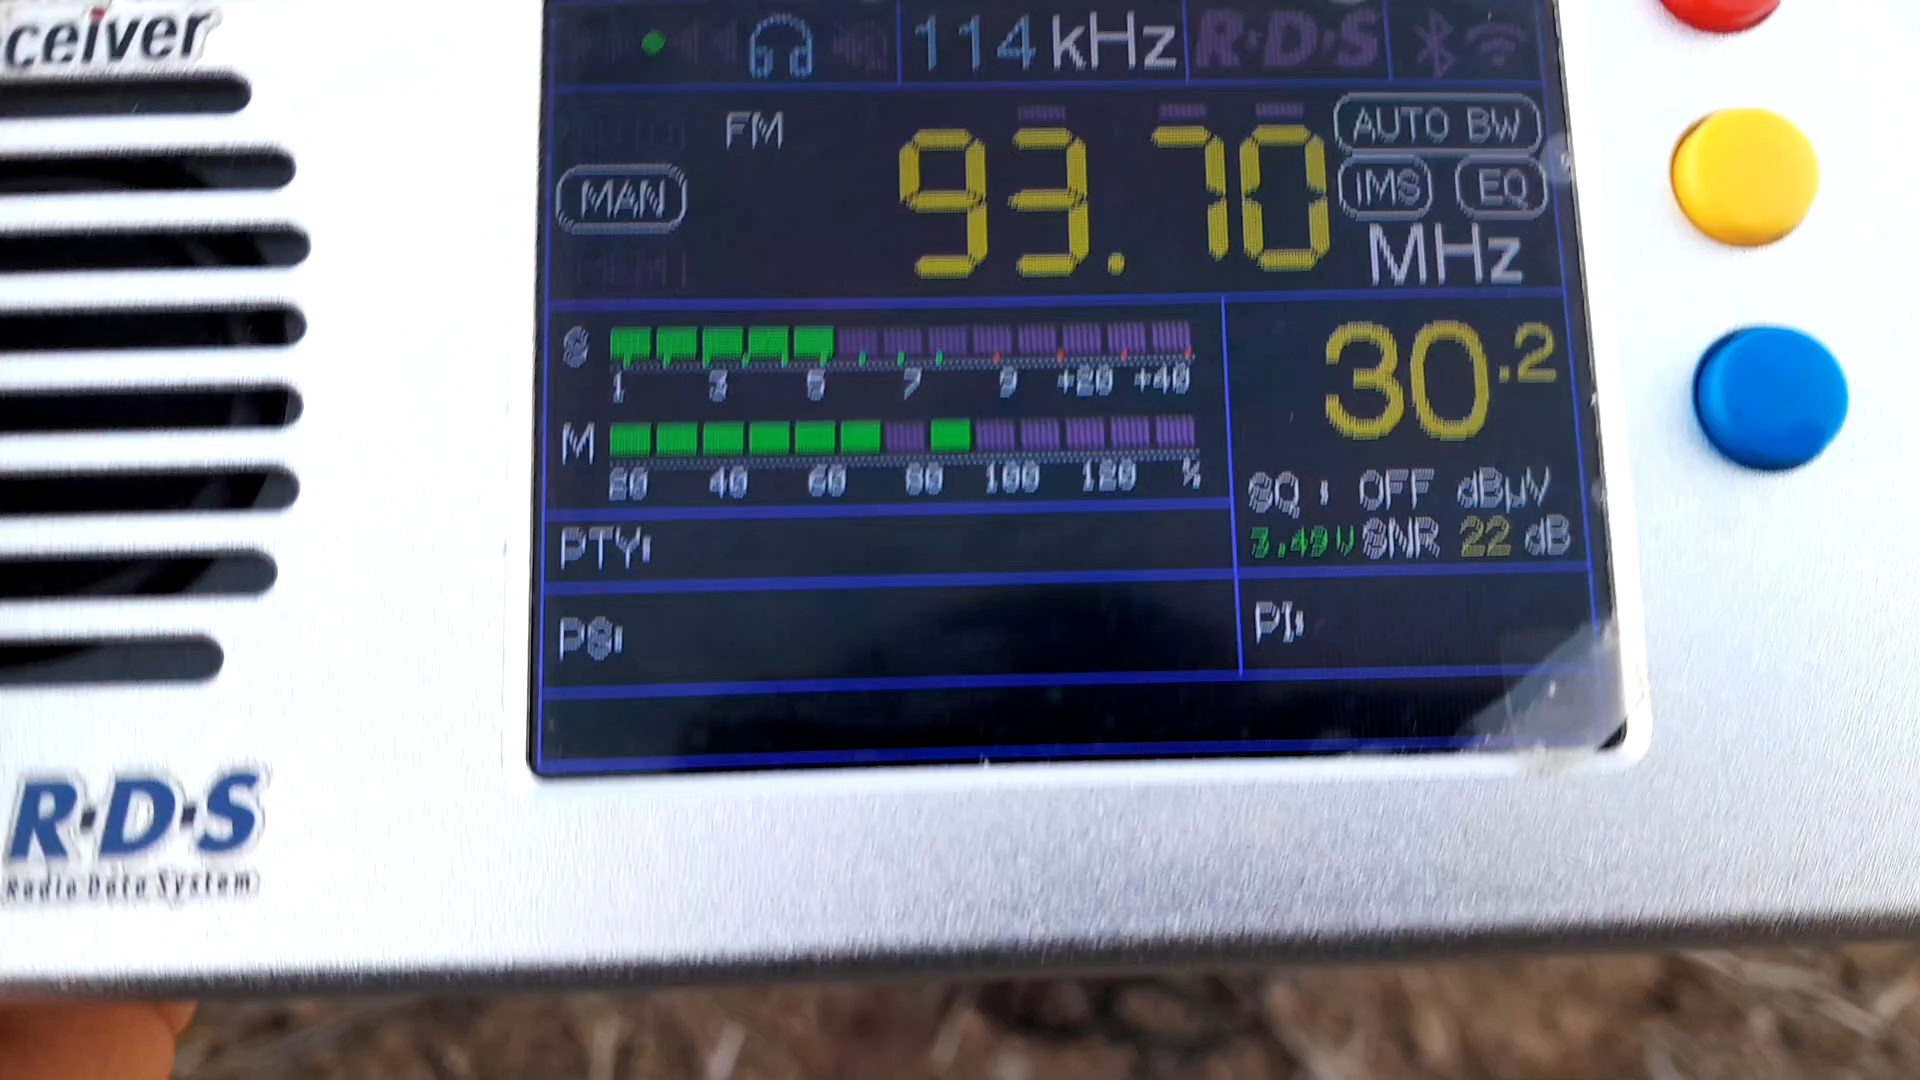 ceiver
114 kHz R·D·S
FM 93.70 MHz
AUTO BW
MAN
iMS EQ
S
1 3 5 7 9 +20 +40
30.2
M
20 40 60 80 100 120 %
SQ: OFF dBµV
3.49V SNR 22 dB
PTY:
PS:
PI:
R·D·S
Radio Data System